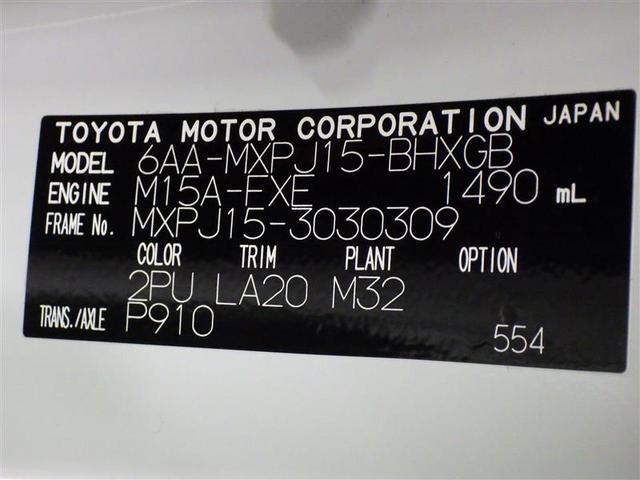 TOYOTA MOTOR CORPORATION JAPAN
MODEL 6AA-MXPJ15-BHXGB
ENGINE M15A-FXE 1490 mL
FRAME No. MXPJ15-3030309
COLOR TRIM PLANT OPTION
2PU LA20 M32
TRANS./AXLE P910
554